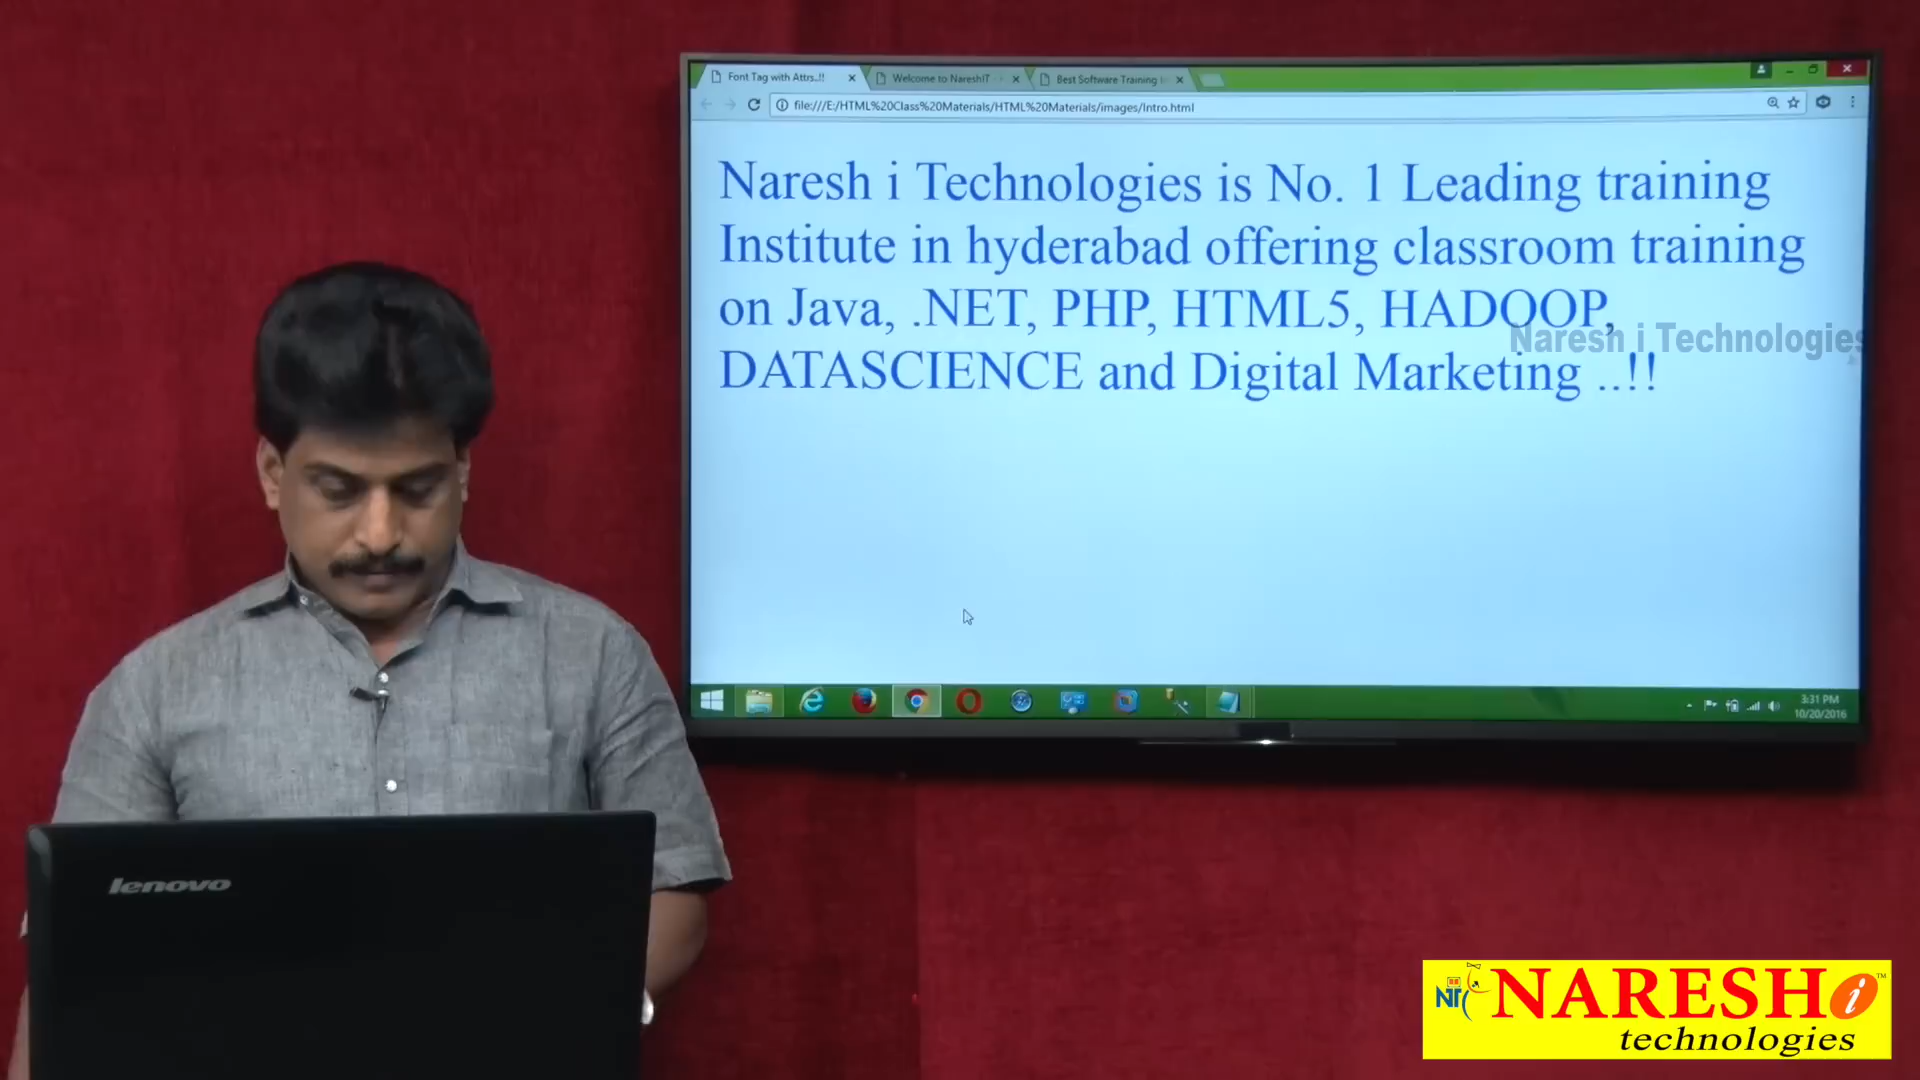 Font Tag with Attrs..!!
Welcome to NareshIT
Best Software Training
file:///E:/HTML%20Class%20Materials/HTML%20Materials/images/Intro.html
Naresh i Technologies is No. 1 Leading training
Institute in hyderabad offering classroom training
on Java, .NET, PHP, HTML5, HADOOP,
Naresh i Technologies
DATASCIENCE and Digital Marketing ..!!
3:31 PM
10/20/2016
lenovo
NARESH i ™
technologies